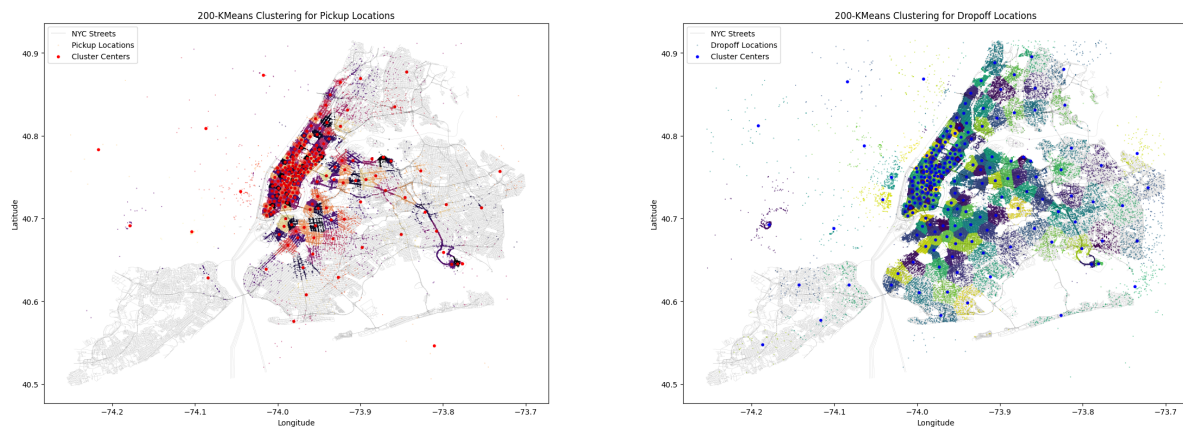 200-KMeans Clustering for Pickup Locations
NYC Streets
Pickup Locations
Cluster Centers
40.9
40.8
40.7
40.6
40.5
Latitude
−74.2
−74.1
−74.0
−73.9
−73.8
−73.7
Longitude
200-KMeans Clustering for Dropoff Locations
NYC Streets
Dropoff Locations
Cluster Centers
40.9
40.8
40.7
40.6
40.5
Latitude
−74.2
−74.1
−74.0
−73.9
−73.8
−73.7
Longitude